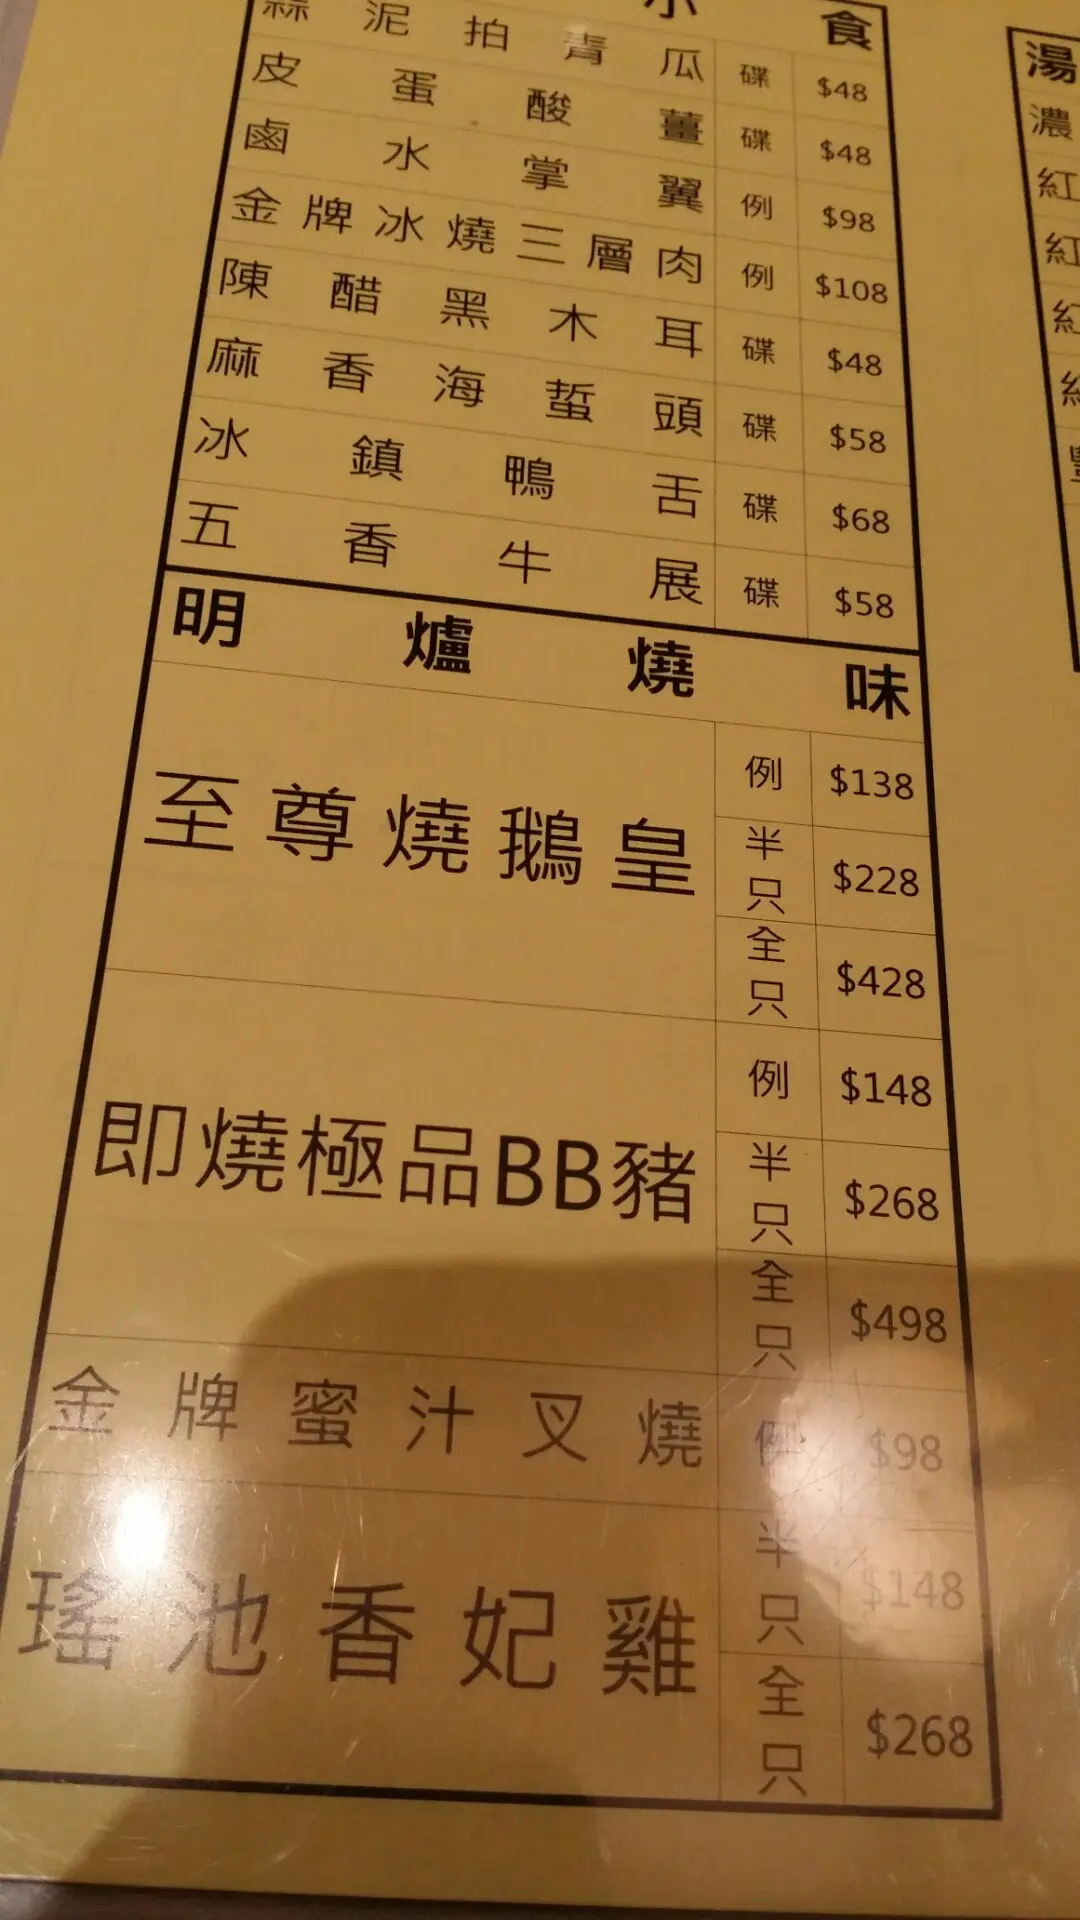 小食
蒜泥拍青瓜 碟 $48
皮蛋酸薑 碟 $48
鹵水掌翼 例 $98
金牌冰燒三層肉 例 $108
陳醋黑木耳 碟 $48
麻香海蜇頭 碟 $58
冰鎮鴨舌 碟 $68
五香牛展 碟 $58
明爐燒味
至尊燒鵝皇 例 $138
半只 $228
全只 $428
即燒極品BB豬 例 $148
半只 $268
全只 $498
金牌蜜汁叉燒 例 $98
瑤池香妃雞 半只 $148
全只 $268
湯
濃
紅
紅
紅